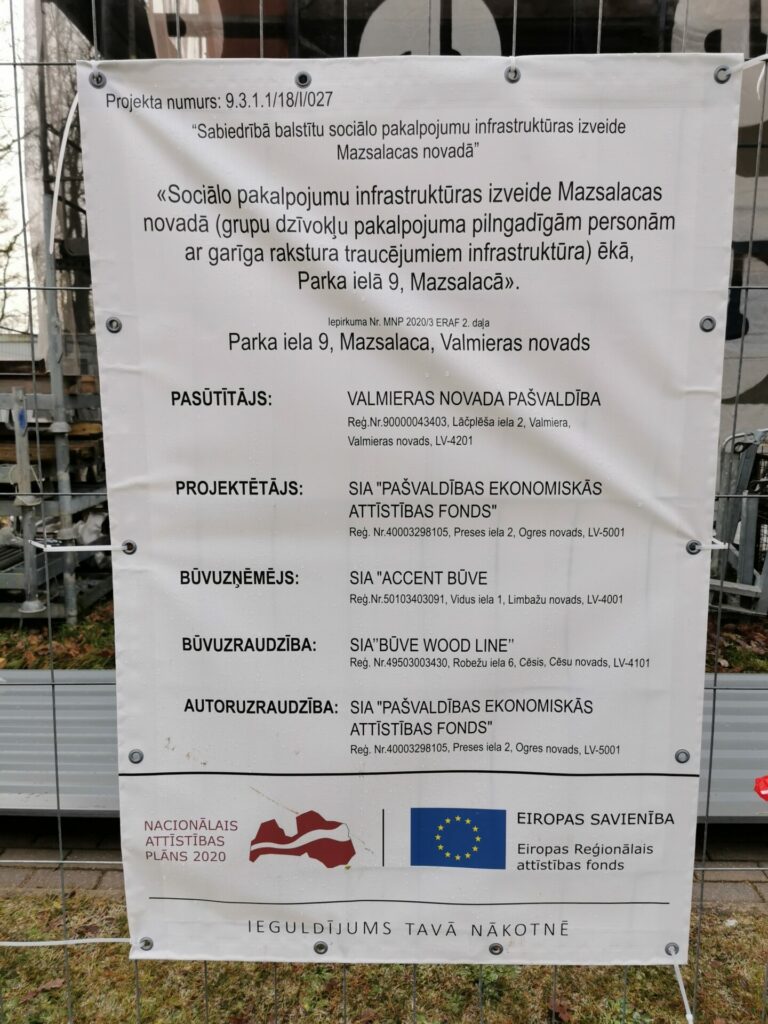 Projekta numurs: 9.3.1.1/18/I/027
“Sabiedrībā balstītu sociālo pakalpojumu infrastruktūras izveide
Mazsalacas novadā”
«Sociālo pakalpojumu infrastruktūras izveide Mazsalacas
novadā (grupu dzīvokļu pakalpojuma pilngadīgām personām
ar garīga rakstura traucējumiem infrastruktūra) ēkā,
Parka ielā 9, Mazsalacā».
Iepirkuma Nr. MNP 2020/3 ERAF 2. daļa
Parka iela 9, Mazsalaca, Valmieras novads
PASŪTĪTĀJS: VALMIERAS NOVADA PAŠVALDĪBA
Reģ.Nr.90000043403, Lāčplēša iela 2, Valmiera,
Valmieras novads, LV-4201
PROJEKTĒTĀJS: SIA "PAŠVALDĪBAS EKONOMISKĀS
ATTĪSTĪBAS FONDS"
Reģ. Nr.40003298105, Preses iela 2, Ogres novads, LV-5001
BŪVUZŅĒMĒJS: SIA "ACCENT BŪVE
Reģ.Nr.50103403091, Vidus iela 1, Limbažu novads, LV-4001
BŪVUZRAUDZĪBA: SIA”BŪVE WOOD LINE”
Reģ. Nr.49503003430, Robežu iela 6, Cēsis, Cēsu novads, LV-4101
AUTORUZRAUDZĪBA: SIA "PAŠVALDĪBAS EKONOMISKĀS
ATTĪSTĪBAS FONDS"
Reģ. Nr.40003298105, Preses iela 2, Ogres novads, LV-5001
NACIONĀLAIS
ATTĪSTĪBAS
PLĀNS 2020
EIROPAS SAVIENĪBA
Eiropas Reģionālais
attīstības fonds
IEGULDĪJUMS TAVĀ NĀKOTNĒ